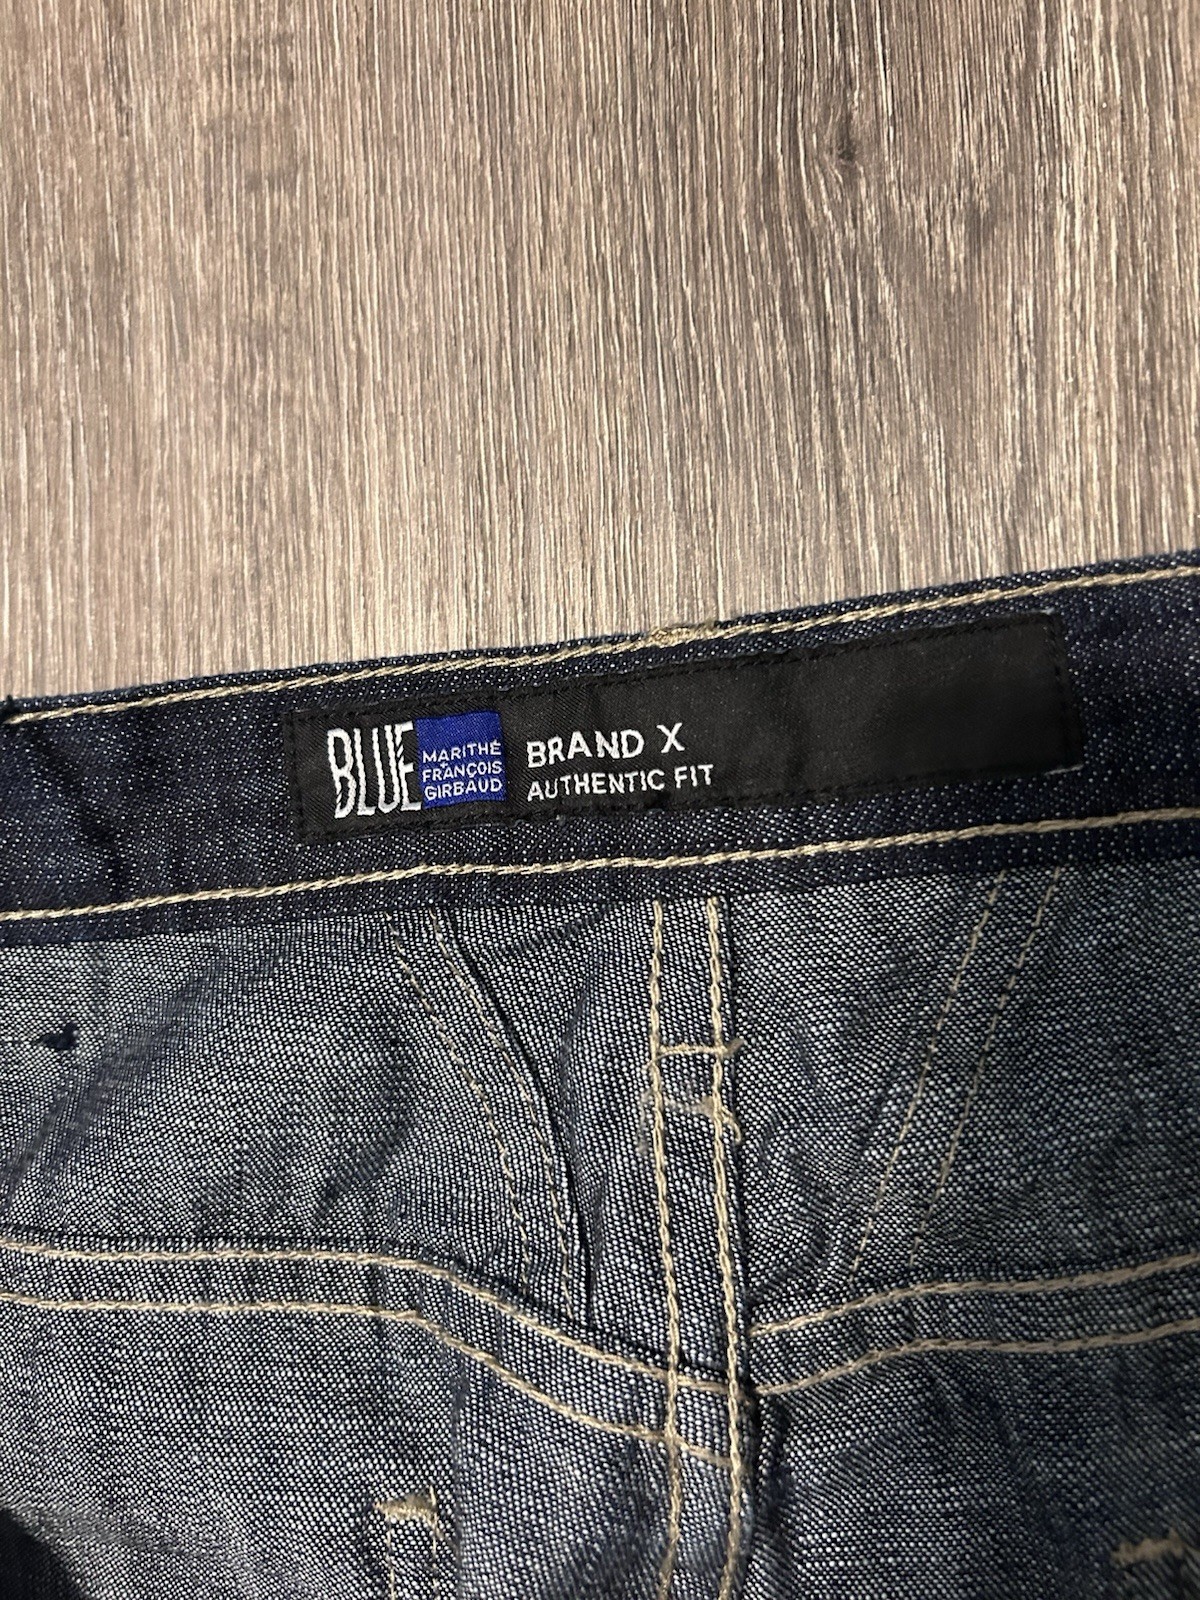 BLUE
MARITHÉ
+
FRANÇOIS
GIRBAUD
BRAND X
AUTHENTIC FIT